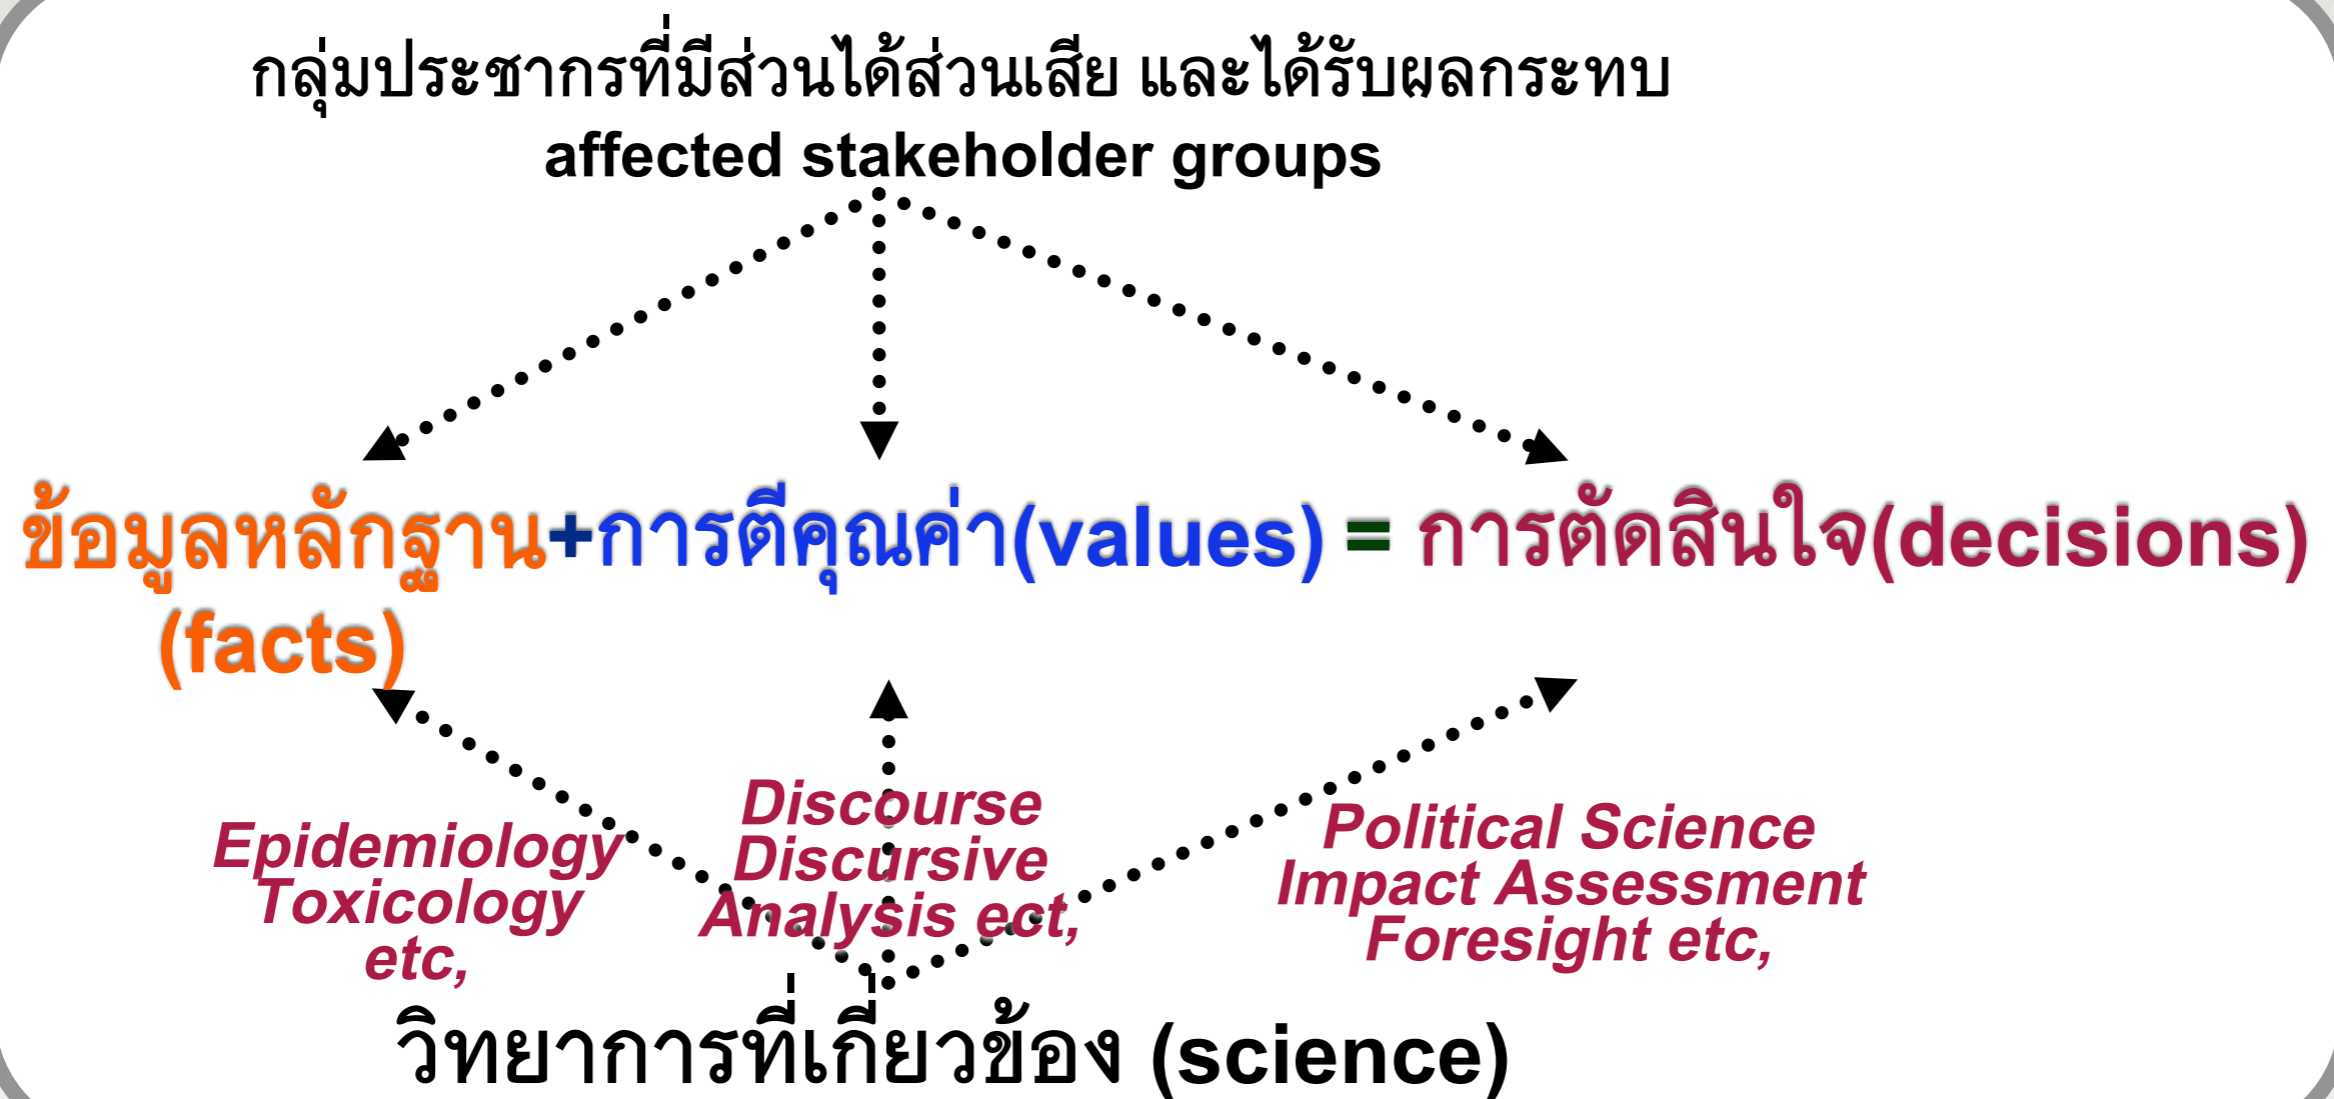 กลุ่มประชากรที่มีส่วนได้ส่วนเสีย และได้รับผลกระทบ
affected stakeholder groups
ข้อมูลหลักฐาน+การตีคุณค่า(values) = การตัดสินใจ(decisions)
(facts)
Epidemiology
Toxicology
etc,
Discourse
Discursive
Analysis ect,
Political Science
Impact Assessment
Foresight etc,
วิทยาการที่เกี่ยวข้อง (science)